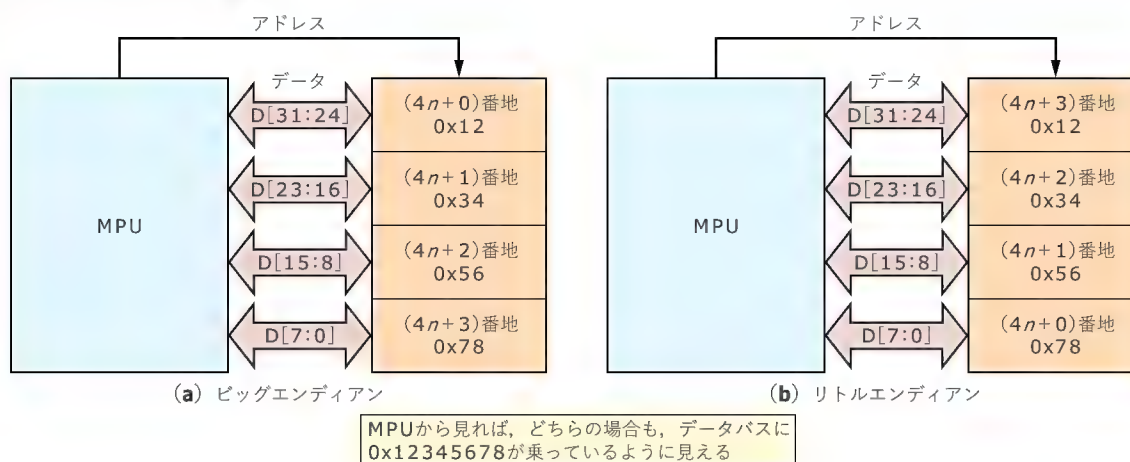 アドレス
データ
MPU
D[31:24]
(4n+0)番地
0x12
D[23:16]
(4n+1)番地
0x34
D[15:8]
(4n+2)番地
0x56
D[7:0]
(4n+3)番地
0x78
(a) ビッグエンディアン
アドレス
データ
MPU
D[31:24]
(4n+3)番地
0x12
D[23:16]
(4n+2)番地
0x34
D[15:8]
(4n+1)番地
0x56
D[7:0]
(4n+0)番地
0x78
(b) リトルエンディアン
MPUから見れば，どちらの場合も，データバスに
0x12345678が乗っているように見える